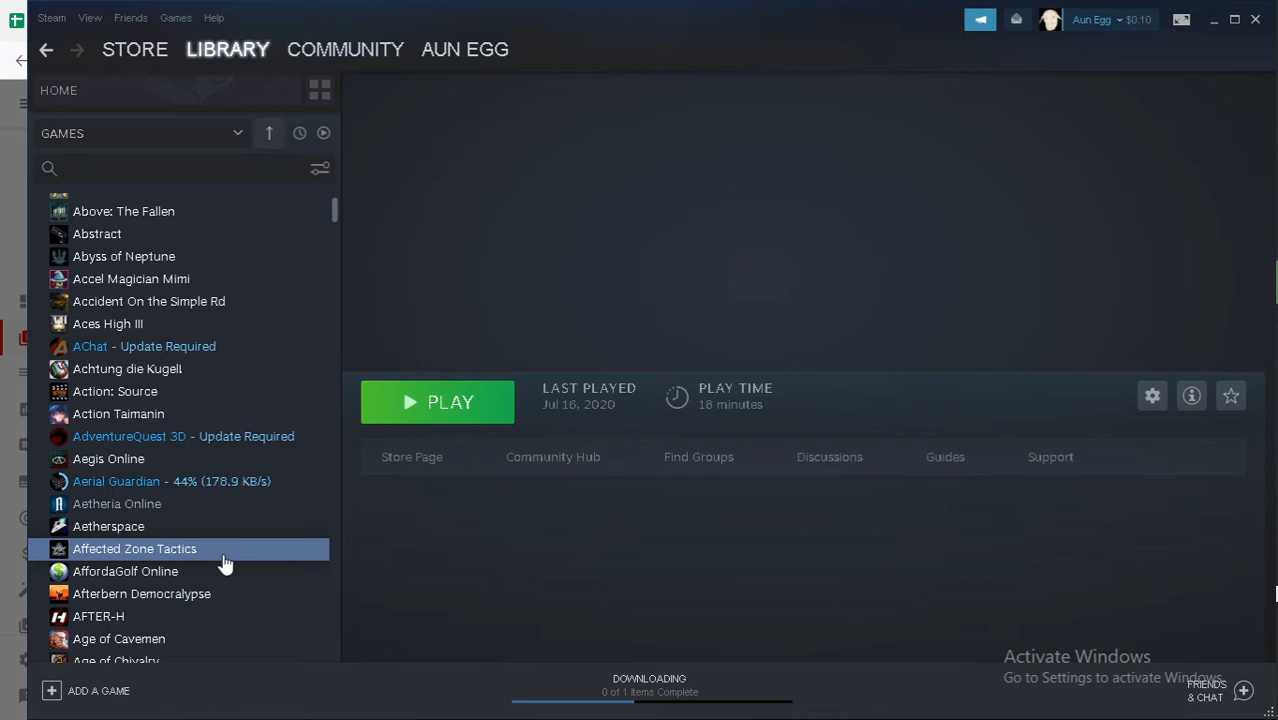 Steam View Friends Games Help
Aun Egg $0.10
STORE LIBRARY COMMUNITY AUN EGG
HOME
GAMES
Above: The Fallen
Abstract
Abyss of Neptune
Accel Magician Mimi
Accident On the Simple Rd
Aces High III
AChat - Update Required
Achtung die Kugel!
Action: Source
Action Taimanin
AdventureQuest 3D - Update Required
Aegis Online
Aerial Guardian - 44% (178.9 KB/s)
Aetheria Online
Aetherspace
Affected Zone Tactics
AffordaGolf Online
Afterbern Democralypse
AFTER-H
Age of Cavemen
Age of Chivalry
PLAY
LAST PLAYED
Jul 16, 2020
PLAY TIME
18 minutes
Store Page Community Hub Find Groups Discussions Guides Support
Activate Windows
Go to Settings to activate Windows.
ADD A GAME
DOWNLOADING
0 of 1 Items Complete
FRIENDS
& CHAT